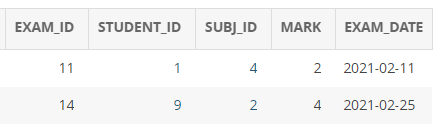 EXAM_ID STUDENT_ID SUBJ_ID MARK EXAM_DATE
11 1 4 2 2021-02-11
14 9 2 4 2021-02-25